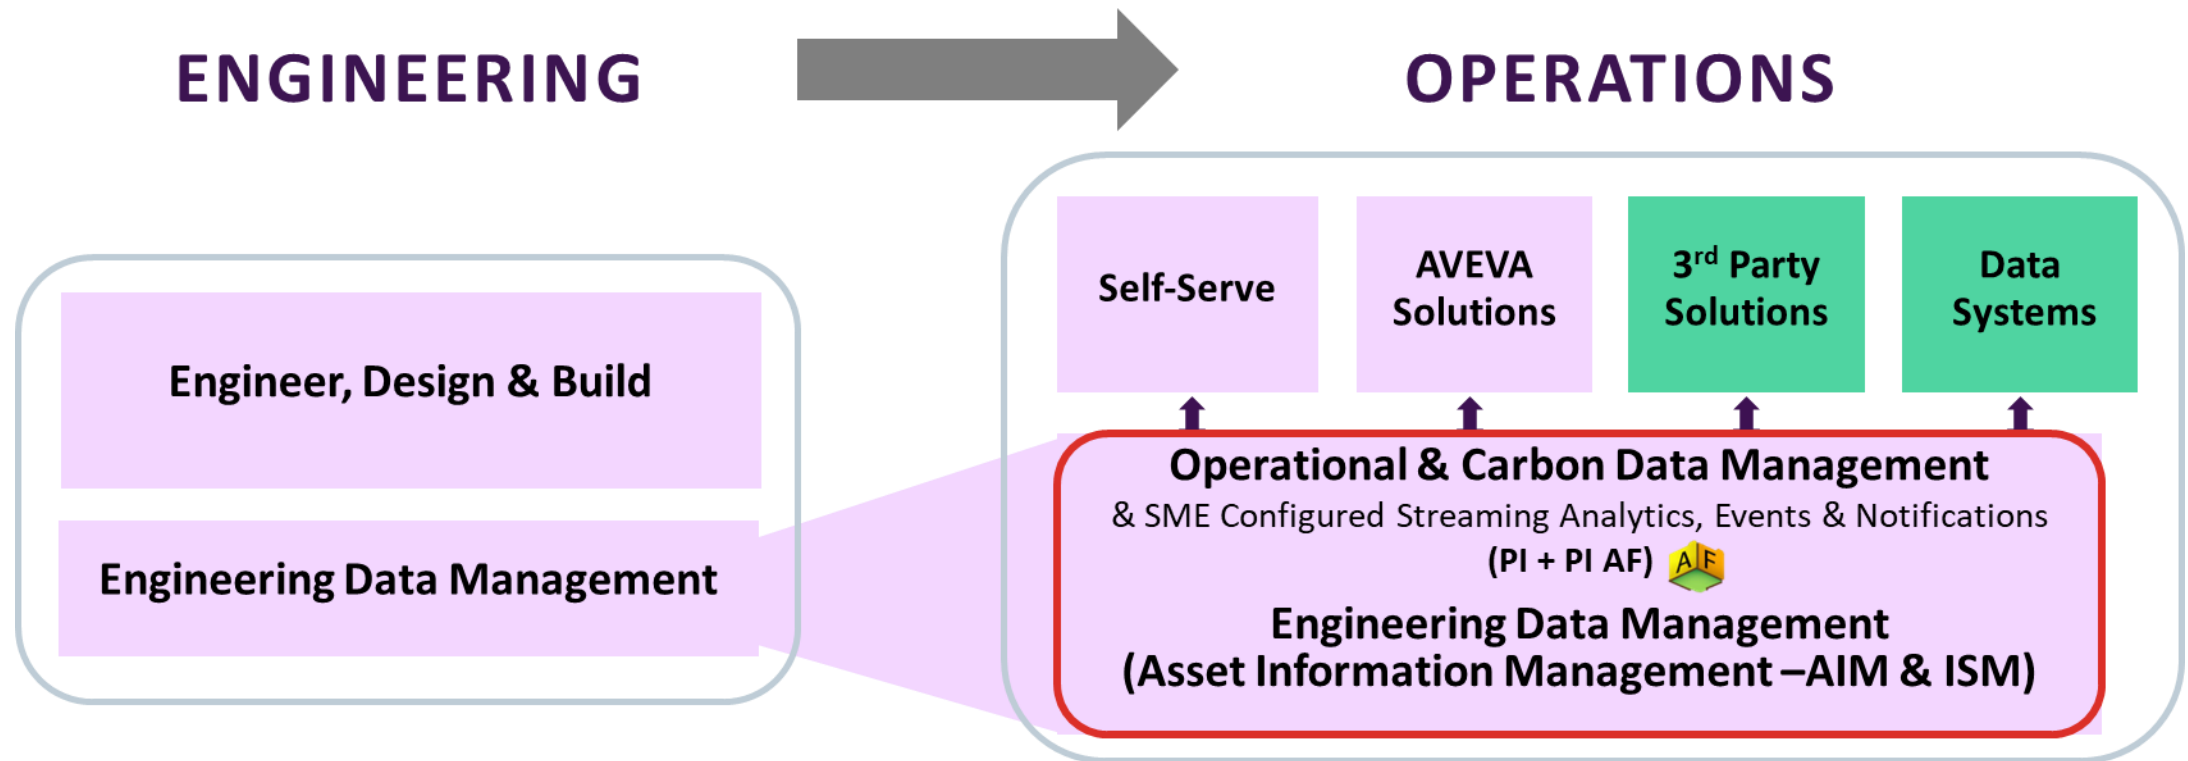 ENGINEERING
OPERATIONS
Engineer, Design & Build
Engineering Data Management
Self-Serve
AVEVA
Solutions
3rd Party
Solutions
Data
Systems
Operational & Carbon Data Management
& SME Configured Streaming Analytics, Events & Notifications
(PI + PI AF) AF
Engineering Data Management
(Asset Information Management –AIM & ISM)